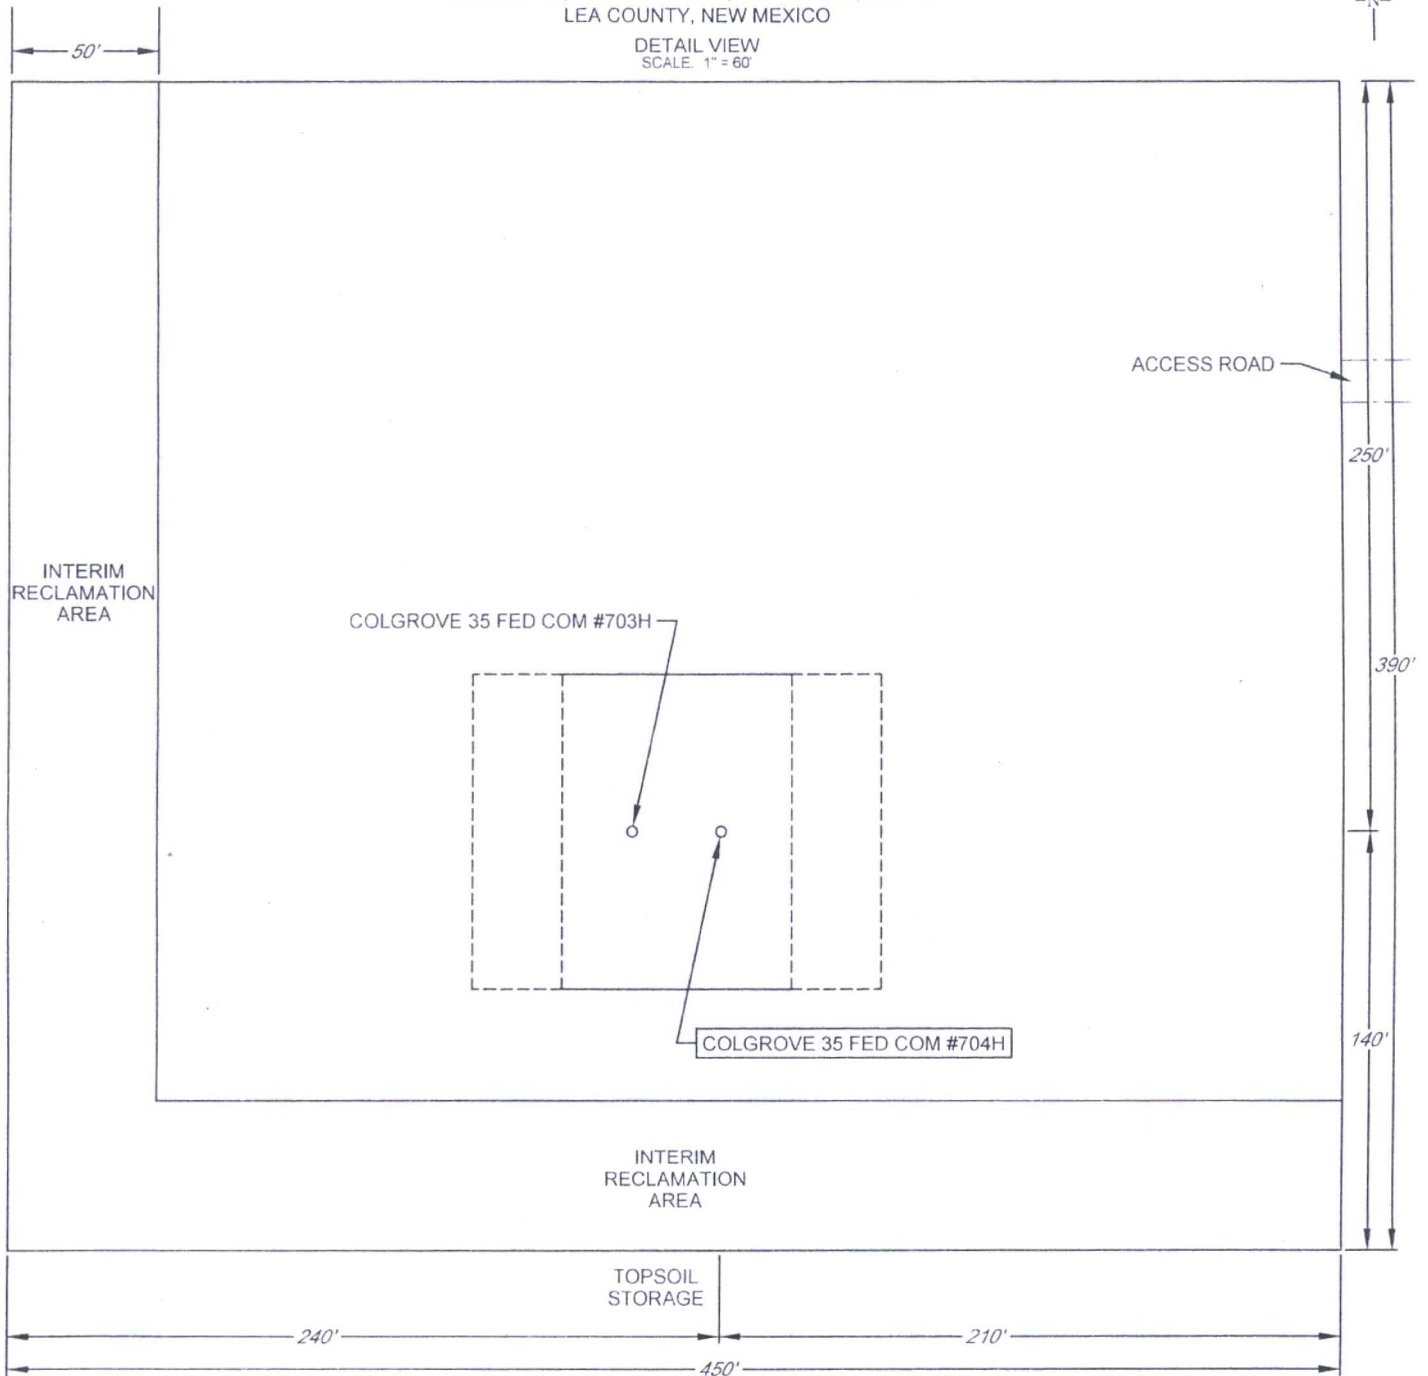 LEA COUNTY, NEW MEXICO
DETAIL VIEW
SCALE. 1" = 60'
N
50'
ACCESS ROAD
250'
INTERIM
RECLAMATION
AREA
COLGROVE 35 FED COM #703H
390'
COLGROVE 35 FED COM #704H
140'
INTERIM
RECLAMATION
AREA
TOPSOIL
STORAGE
240'
210'
450'